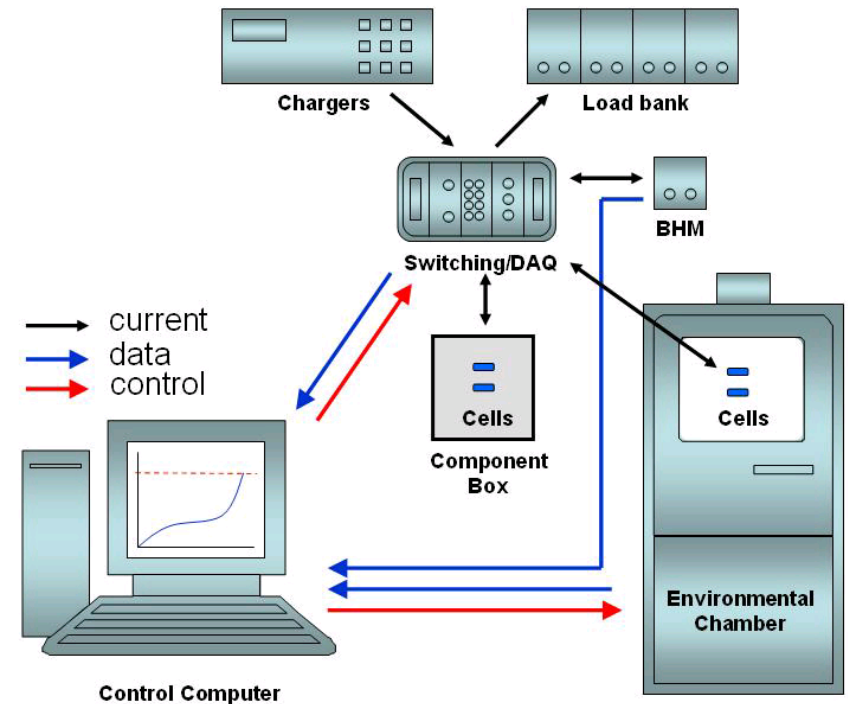 Chargers
Load bank
BHM
Switching/DAQ
current
data
control
Cells
Component
Box
Cells
Environmental
Chamber
Control Computer